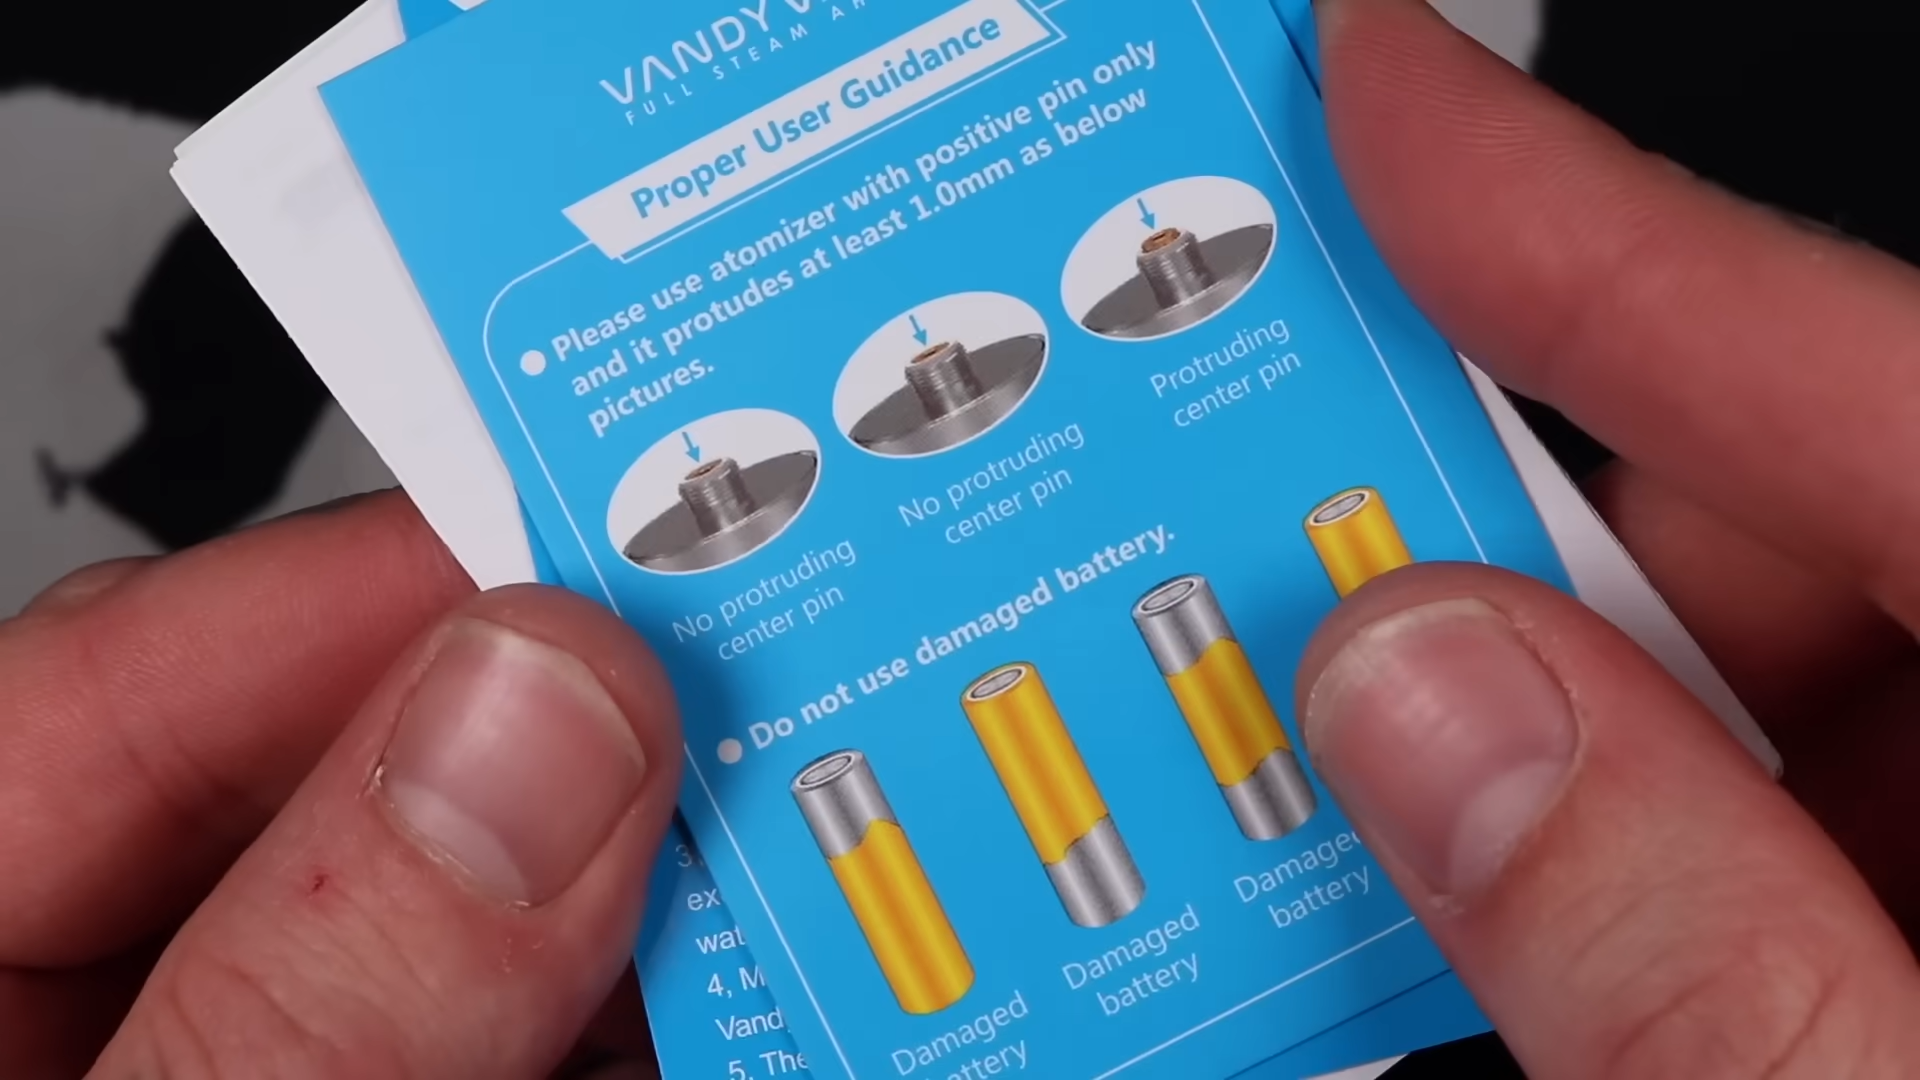 VANDY
FULL STEAM
Proper User Guidance
Please use atomizer with positive pin only
and it protudes at least 1.0mm as below
pictures.
No protruding
center pin
No protruding
center pin
Protruding
center pin
Do not use damaged battery.
Damaged
battery
Damaged
battery
Damaged
battery
3,
4,
5.